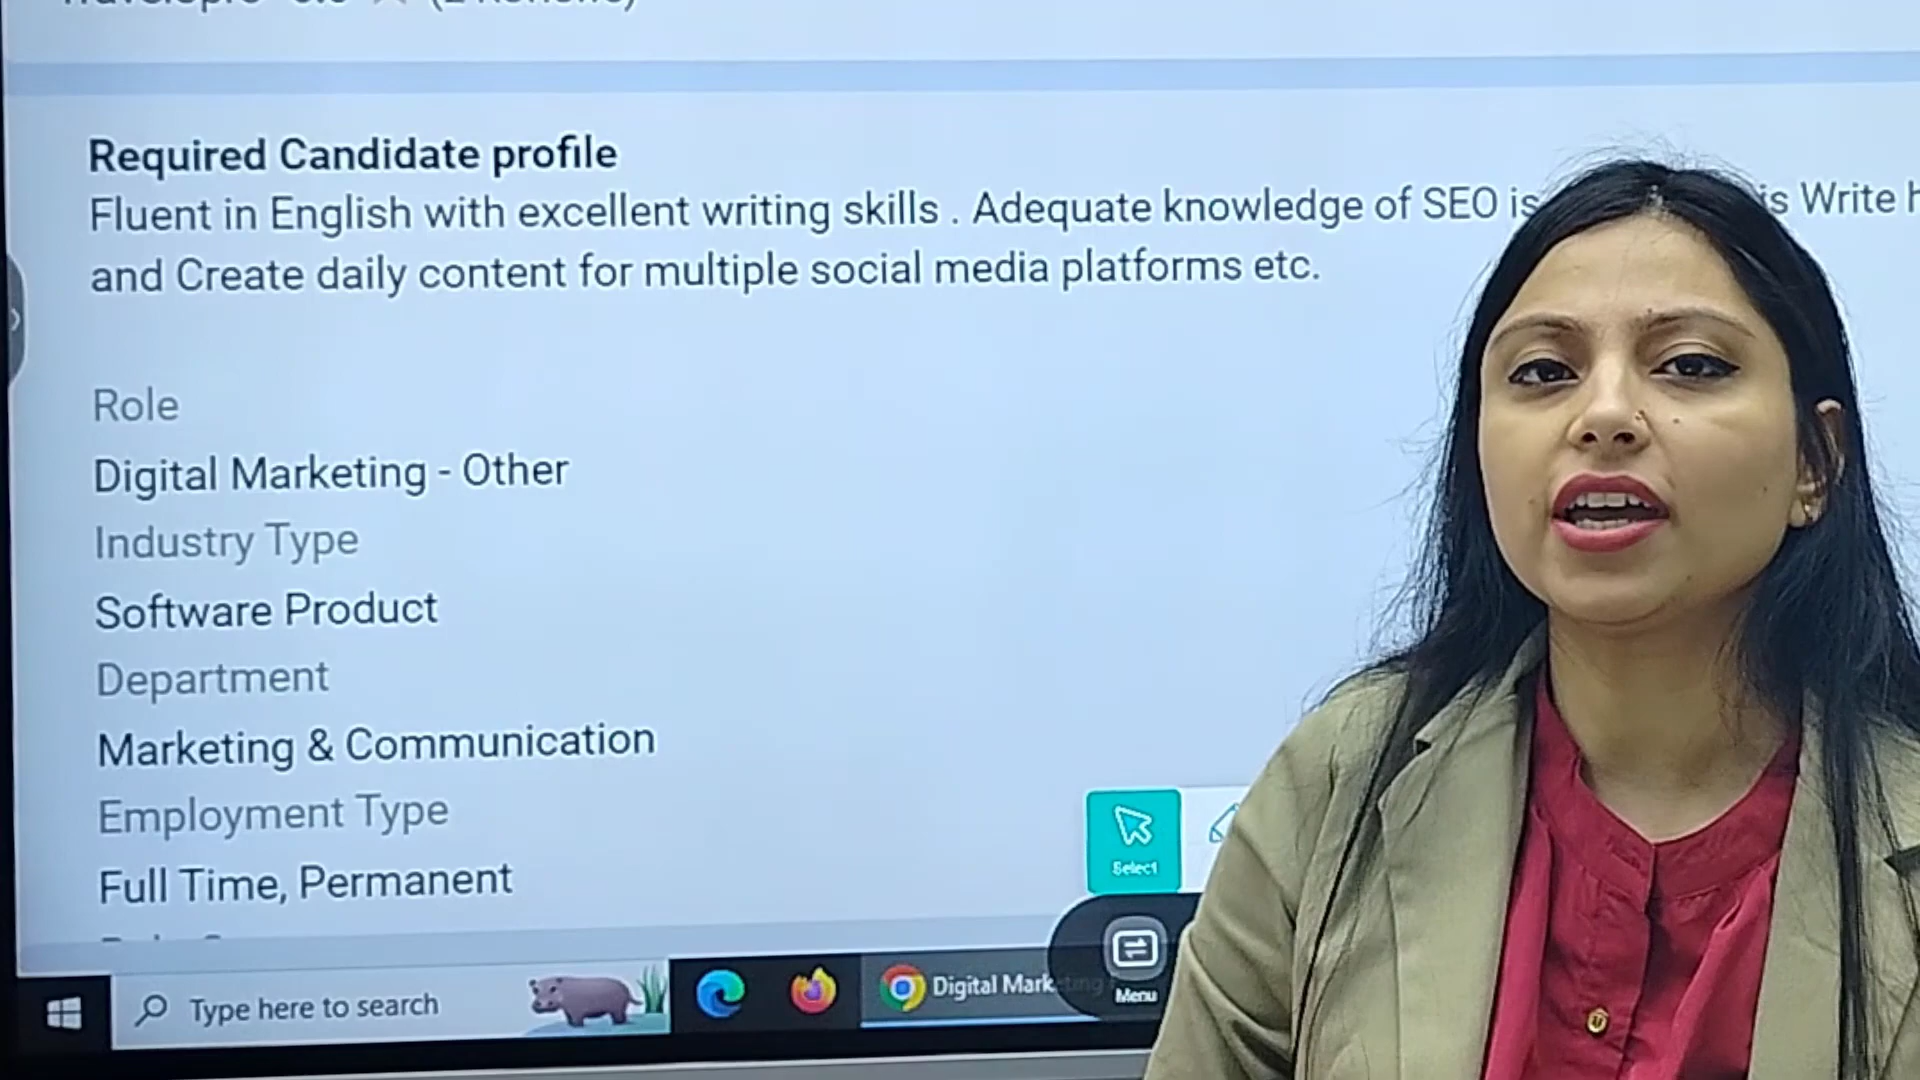 Required Candidate profile
Fluent in English with excellent writing skills . Adequate knowledge of SEO is is Write
and Create daily content for multiple social media platforms etc.
Role
Digital Marketing - Other
Industry Type
Software Product
Department
Marketing & Communication
Employment Type
Full Time, Permanent
Select
Type here to search
Digital Marketing
Menu